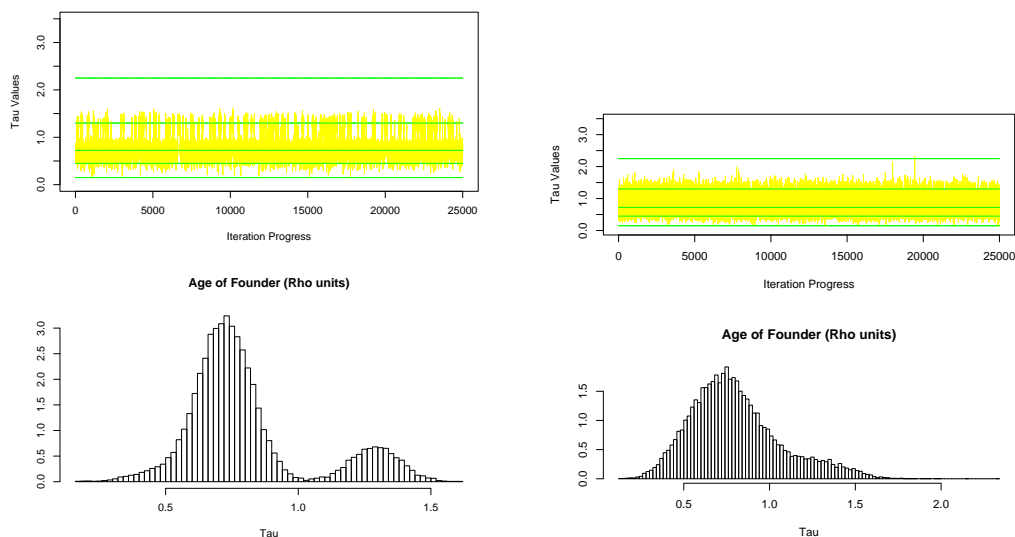 Tau Values
3.0
2.0
1.0
0.0
0 5000 10000 15000 20000 25000
Iteration Progress
Age of Founder (Rho units)
3.0
2.5
2.0
1.5
1.0
0.5
0.0
0.5 1.0 1.5
Tau
Tau Values
3.0
2.0
1.0
0.0
0 5000 10000 15000 20000 25000
Iteration Progress
Age of Founder (Rho units)
1.5
1.0
0.5
0.0
0.5 1.0 1.5 2.0
Tau